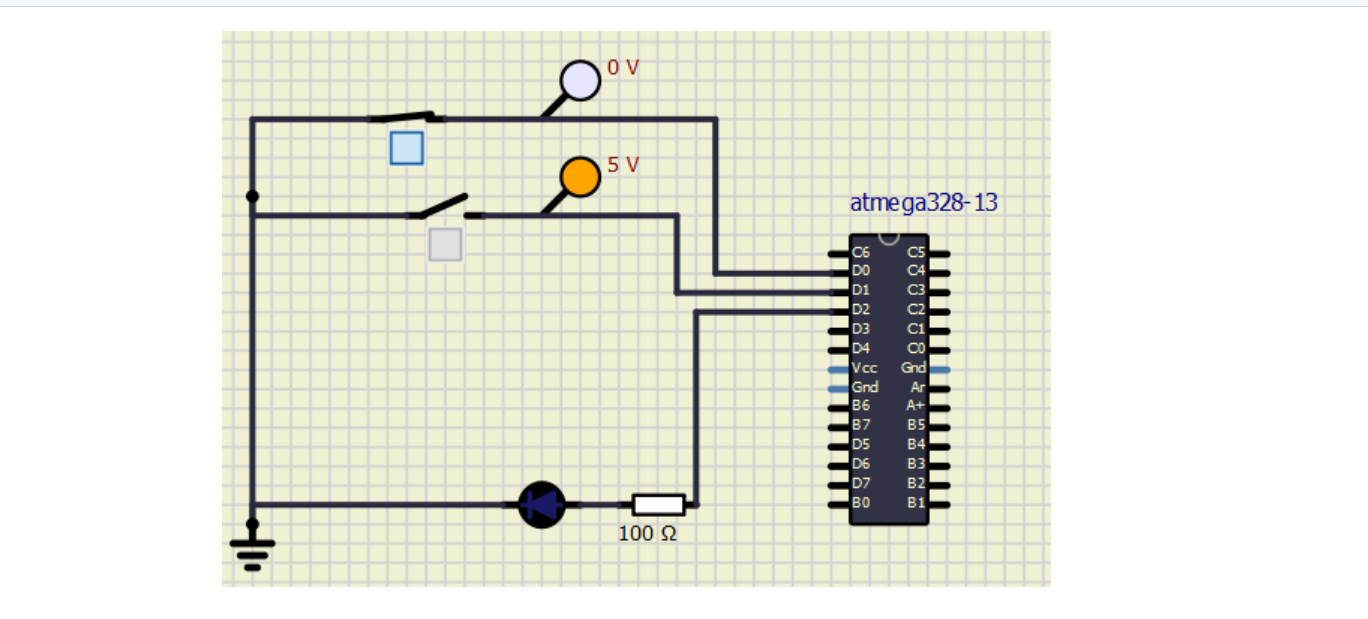 0 V
5 V
atmega328-13
C6 C5
D0 C4
D1 C3
D2 C2
D3 C1
D4 C0
Vcc Gnd
Gnd Ar
B6 A+
B7 B5
D5 B4
D6 B3
D7 B2
B0 B1
100 Ω